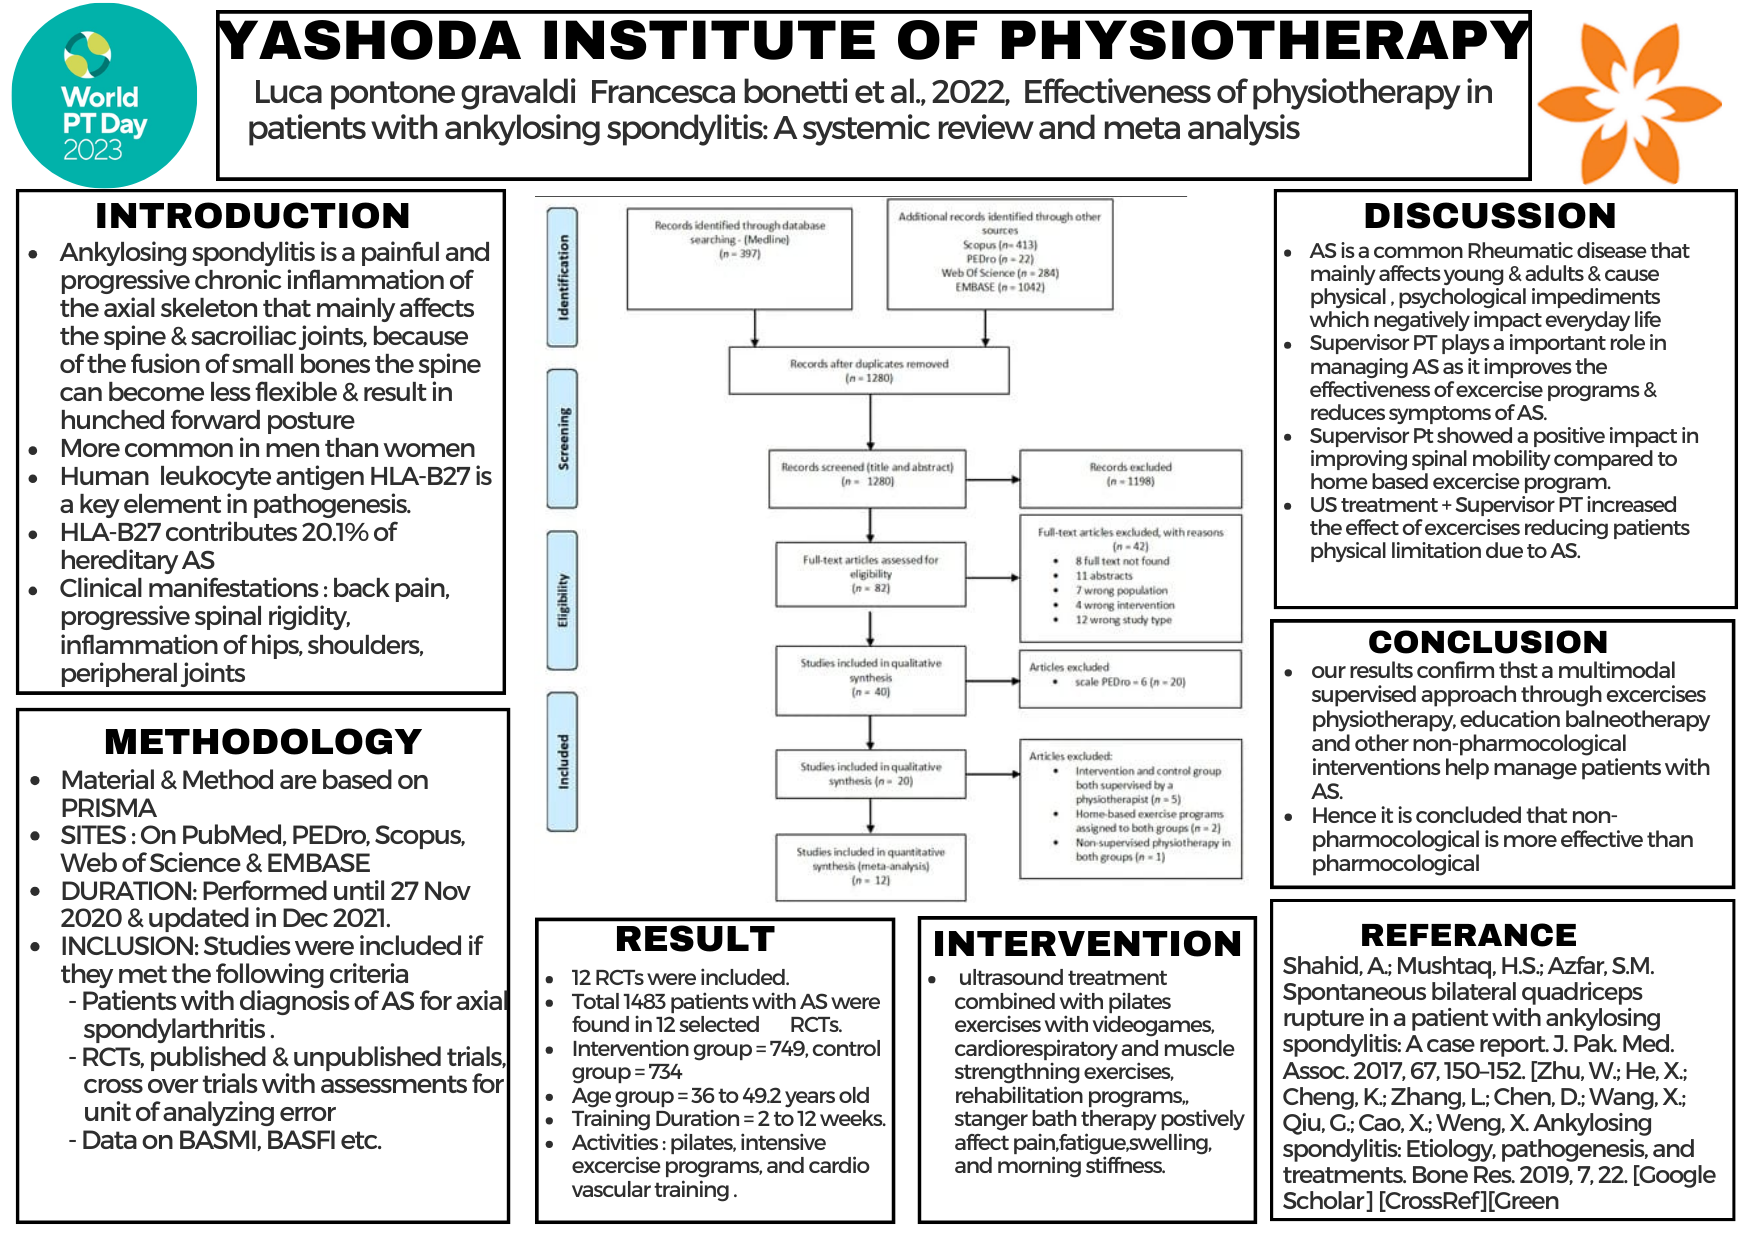 World
PT Day
2023
YASHODA INSTITUTE OF PHYSIOTHERAPY
Luca pontone gravaldi Francesca bonetti et al., 2022, Effectiveness of physiotherapy in
patients with ankylosing spondylitis: A systemic review and meta analysis
INTRODUCTION
• Ankylosing spondylitis is a painful and
progressive chronic inflammation of
the axial skeleton that mainly affects
the spine & sacroiliac joints, because
of the fusion of small bones the spine
can become less flexible & result in
hunched forward posture
• More common in men than women
• Human leukocyte antigen HLA-B27 is
a key element in pathogenesis.
• HLA-B27 contributes 20.1% of
hereditary AS
• Clinical manifestations : back pain,
progressive spinal rigidity,
inflammation of hips, shoulders,
peripheral joints
METHODOLOGY
• Material & Method are based on
PRISMA
• SITES : On PubMed, PEDro, Scopus,
Web of Science & EMBASE
• DURATION: Performed until 27 Nov
2020 & updated in Dec 2021.
• INCLUSION: Studies were included if
they met the following criteria
- Patients with diagnosis of AS for axial
spondylarthritis .
- RCTs, published & unpublished trials,
cross over trials with assessments for
unit of analyzing error
- Data on BASMI, BASFI etc.
Identification
Screening
Eligibility
Included
Records identified through database
searching - (Medline)
(n = 397)
Additional records identified through other
sources
Scopus (n= 413)
PEDro (n = 22)
Web Of Science (n = 284)
EMBASE (n = 1042)
Records after duplicates removed
(n = 1280)
Records screened (title and abstract)
(n = 1280)
Records excluded
(n = 1198)
Full-text articles assessed for
eligibility
(n = 82)
Full-text articles excluded, with reasons
(n = 42)
• 8 full text not found
• 11 abstracts
• 7 wrong population
• 4 wrong intervention
• 12 wrong study type
Studies included in qualitative
synthesis
(n = 40)
Articles excluded
• scale PEDro = 6 (n = 20)
Studies included in qualitative
synthesis (n = 20)
Articles excluded:
• Intervention and control group
both supervised by a
physiotherapist (n = 5)
• Home-based exercise programs
assigned to both groups (n = 2)
• Non-supervised physiotherapy in
both groups (n = 1)
Studies included in quantitative
synthesis (meta-analysis)
(n = 12)
RESULT
• 12 RCTs were included.
• Total 1483 patients with AS were
found in 12 selected RCTs.
• Intervention group = 749, control
group = 734
• Age group = 36 to 49.2 years old
• Training Duration = 2 to 12 weeks.
• Activities : pilates, intensive
excercise programs, and cardio
vascular training .
INTERVENTION
• ultrasound treatment
combined with pilates
exercises with videogames,
cardiorespiratory and muscle
strengthning exercises,
rehabilitation programs,,
stanger bath therapy postively
affect pain,fatigue,swelling,
and morning stiffness.
DISCUSSION
• AS is a common Rheumatic disease that
mainly affects young & adults & cause
physical , psychological impediments
which negatively impact everyday life
• Supervisor PT plays a important role in
managing AS as it improves the
effectiveness of excercise programs &
reduces symptoms of AS.
• Supervisor Pt showed a positive impact in
improving spinal mobility compared to
home based excercise program.
• US treatment + Supervisor PT increased
the effect of excercises reducing patients
physical limitation due to AS.
CONCLUSION
• our results confirm thst a multimodal
supervised approach through excercises
physiotherapy, education balneotherapy
and other non-pharmocological
interventions help manage patients with
AS.
• Hence it is concluded that non-
pharmocological is more effective than
pharmocological
REFERANCE
Shahid, A.; Mushtaq, H.S.; Azfar, S.M.
Spontaneous bilateral quadriceps
rupture in a patient with ankylosing
spondylitis: A case report. J. Pak. Med.
Assoc. 2017, 67, 150–152. [Zhu, W.; He, X.;
Cheng, K.; Zhang, L.; Chen, D.; Wang, X.;
Qiu, G.; Cao, X.; Weng, X. Ankylosing
spondylitis: Etiology, pathogenesis, and
treatments. Bone Res. 2019, 7, 22. [Google
Scholar] [CrossRef][Green